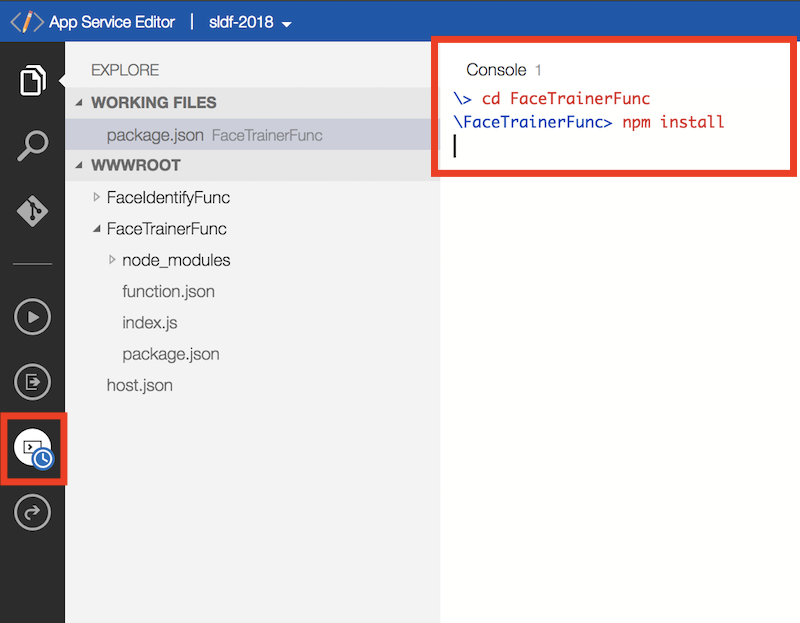 App Service Editor | sldf-2018
EXPLORE
WORKING FILES
package.json FaceTrainerFunc
WWWROOT
FaceIdentifyFunc
FaceTrainerFunc
node_modules
function.json
index.js
package.json
host.json
Console 1
\> cd FaceTrainerFunc
\FaceTrainerFunc> npm install